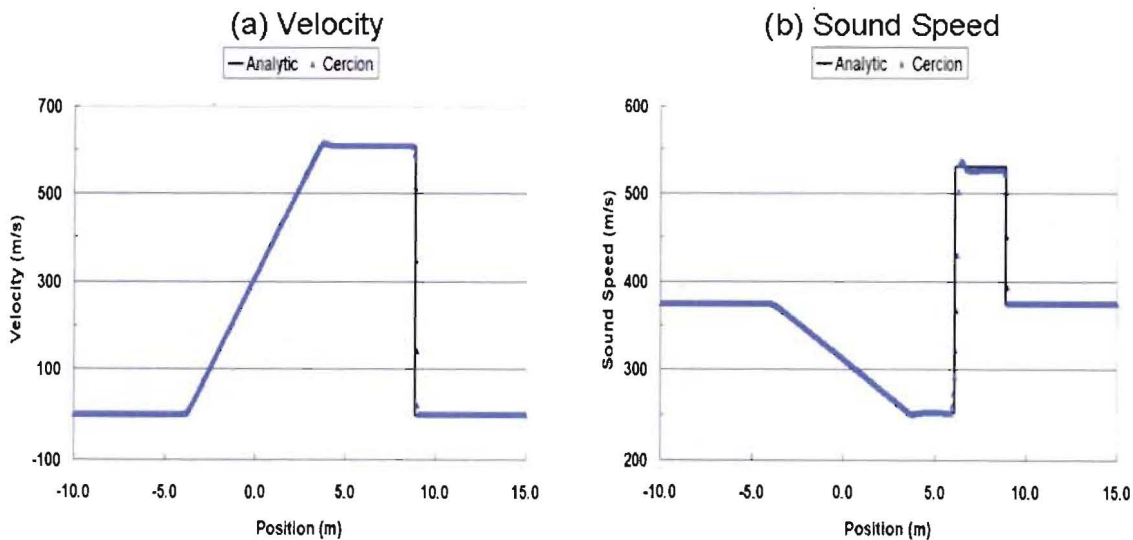 (a) Velocity
Analytic Cercion
700
500
300
100
-100
Velocity (m/s)
-10.0 -5.0 0.0 5.0 10.0 15.0
Position (m)
(b) Sound Speed
Analytic Cercion
600
500
400
300
200
Sound Speed (m/s)
-10.0 -5.0 0.0 5.0 10.0 15.0
Position (m)